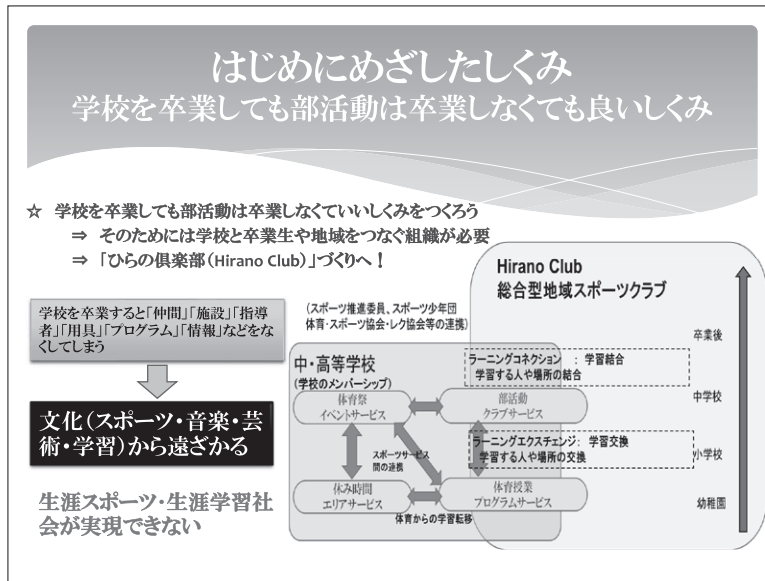 はじめにめざしたしくみ
学校を卒業しても部活動は卒業しなくても良いしくみ
☆ 学校を卒業しても部活動は卒業しなくていいしくみをつくろう
⇒ そのためには学校と卒業生や地域をつなぐ組織が必要
⇒ 「ひらの倶楽部(Hirano Club)」づくりへ！
学校を卒業すると「仲間」「施設」「指導
者」「用具」「プログラム」「情報」などをな
くしてしまう
文化(スポーツ・音楽・芸
術・学習)から遠ざかる
生涯スポーツ・生涯学習社
会が実現できない
(スポーツ推進委員、スポーツ少年団
体育・スポーツ協会・レク協会等の連携)
中・高等学校
(学校のメンバーシップ)
体育祭
イベントサービス
部活動
クラブサービス
スポーツサービス
間の連携
休み時間
エリアサービス
体育授業
プログラムサービス
体育からの学習転移
Hirano Club
総合型地域スポーツクラブ
ラーニングコネクション ： 学習結合
学習する人や場所の結合
ラーニングエクスチェンジ： 学習交換
学習する人や場所の交換
卒業後
中学校
小学校
幼稚園